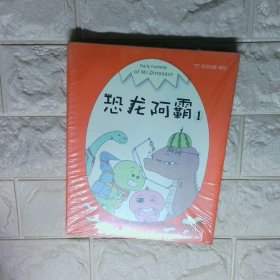 Daily Comedy
of Mr.Dinosaur
恐龙阿霸1